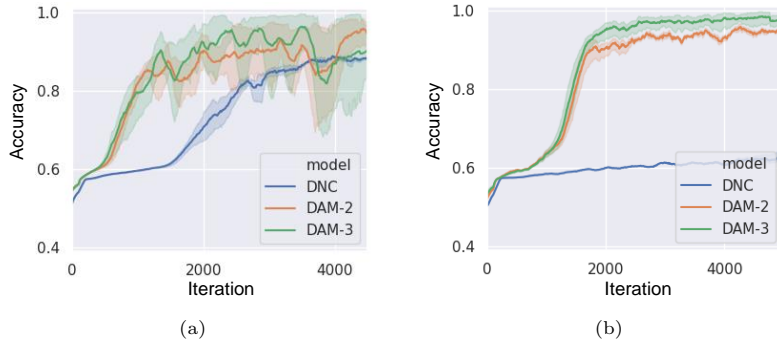 1.0
0.8
0.6
0.4
Accuracy
0
2000
4000
Iteration
model
DNC
DAM-2
DAM-3
(a)
1.0
0.8
0.6
0.4
Accuracy
0
2000
4000
Iteration
model
DNC
DAM-2
DAM-3
(b)